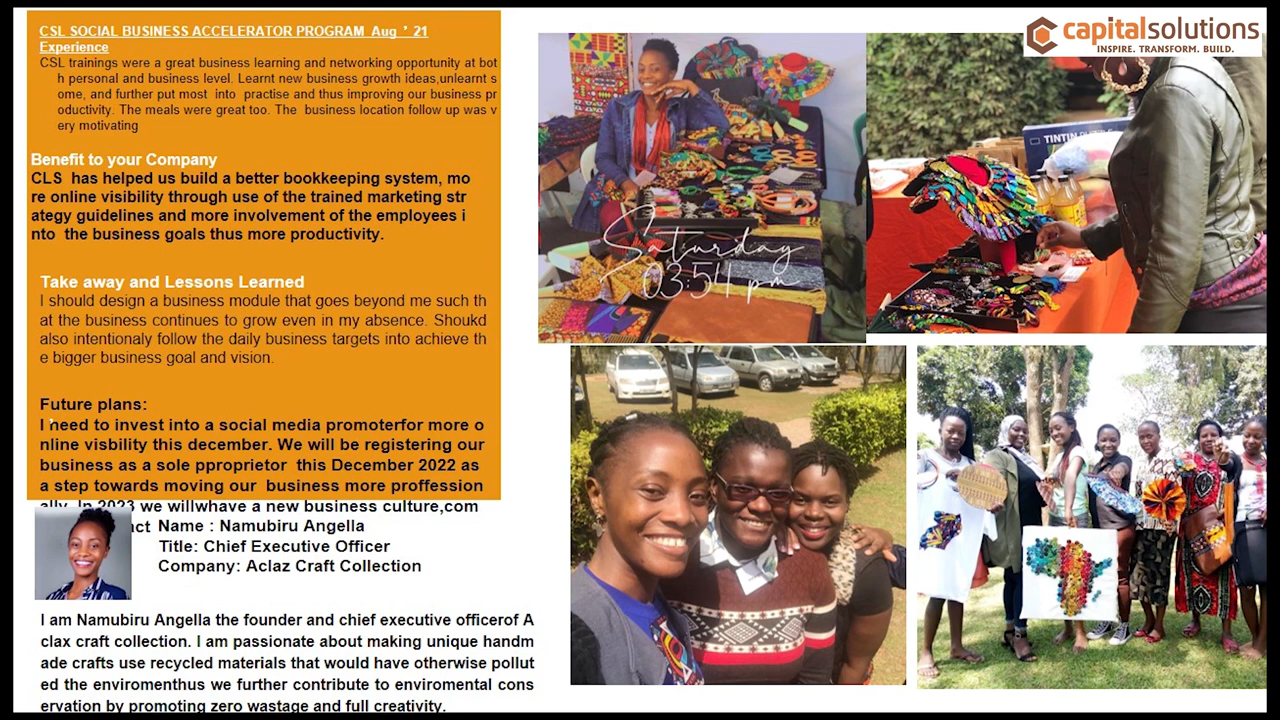 CSL SOCIAL BUSINESS ACCELERATOR PROGRAM Aug ' 21
Experience
CSL trainings were a great business learning and networking opportunity at bot
h personal and business level. Learnt new business growth ideas,unlearnt s
ome, and further put most into practise and thus improving our business pr
oductivity. The meals were great too. The business location follow up was v
ery motivating
Benefit to your Company
CLS has helped us build a better bookkeeping system, mo
re online visibility through use of the trained marketing str
ategy guidelines and more involvement of the employees i
nto the business goals thus more productivity.
Take away and Lessons Learned
I should design a business module that goes beyond me such th
at the business continues to grow even in my absence. Shoukd
also intentionaly follow the daily business targets into achieve th
e bigger business goal and vision.
Future plans:
I need to invest into a social media promoterfor more o
nline visbility this december. We will be registering our
business as a sole pproprietor this December 2022 as
a step towards moving our business more proffession
ally. In 2023 we willwhave a new business culture,com
act
Name : Namubiru Angella
Title: Chief Executive Officer
Company: Aclaz Craft Collection
I am Namubiru Angella the founder and chief executive officerof A
clax craft collection. I am passionate about making unique handm
ade crafts use recycled materials that would have otherwise pollut
ed the enviromenthus we further contribute to enviromental cons
ervation by promoting zero wastage and full creativity.
capitalsolutions
INSPIRE. TRANSFORM. BUILD.
Saturday
03:54 pm
TINTIN